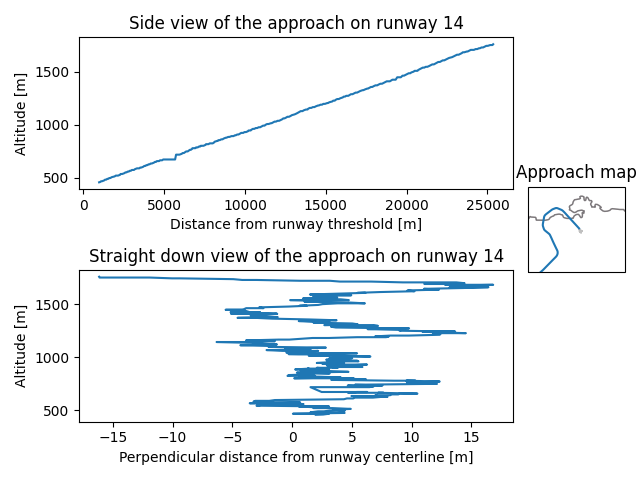 Side view of the approach on runway 14
Altitude [m]
1500
1000
500
0
5000
10000
15000
20000
25000
Distance from runway threshold [m]
Approach map
Straight down view of the approach on runway 14
Altitude [m]
1500
1000
500
−15
−10
−5
0
5
10
15
Perpendicular distance from runway centerline [m]